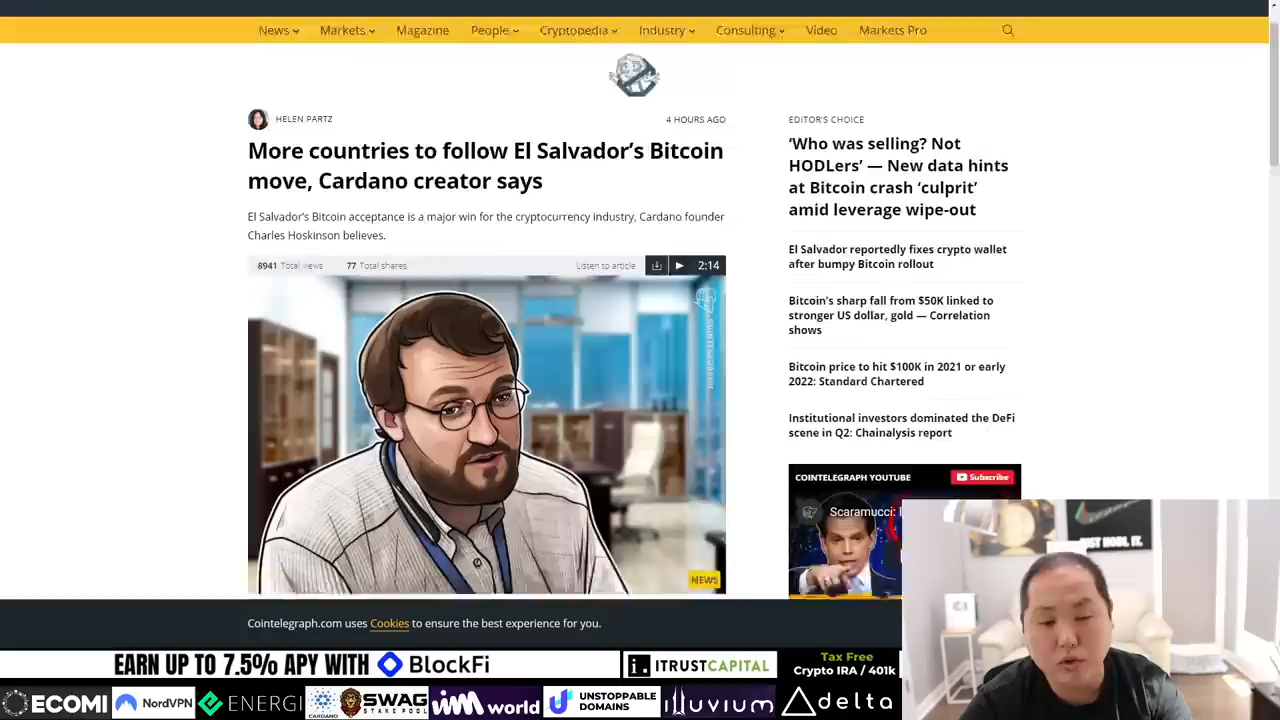 News Markets Magazine People Cryptopedia Industry Consulting Video Markets Pro
HELEN PARTZ
4 HOURS AGO
More countries to follow El Salvador’s Bitcoin
move, Cardano creator says
El Salvador’s Bitcoin acceptance is a major win for the cryptocurrency industry, Cardano founder
Charles Hoskinson believes.
8941 Total views 77 Total shares Listen to article 2:14
NEWS
EDITOR’S CHOICE
‘Who was selling? Not
HODLers’ — New data hints
at Bitcoin crash ‘culprit’
amid leverage wipe-out
El Salvador reportedly fixes crypto wallet
after bumpy Bitcoin rollout
Bitcoin’s sharp fall from $50K linked to
stronger US dollar, gold — Correlation
shows
Bitcoin price to hit $100K in 2021 or early
2022: Standard Chartered
Institutional investors dominated the DeFi
scene in Q2: Chainalysis report
COINTELEGRAPH YOUTUBE Subscribe
Scaramucci:
JUST HODL IT.
Cointelegraph.com uses Cookies to ensure the best experience for you.
EARN UP TO 7.5% APY WITH BlockFi
ITRUSTCAPITAL
Tax Free
Crypto IRA / 401k
ECOMI NordVPN ENERGI CARDANO SWAG STAKE POOL world UNSTOPPABLE DOMAINS illuvium delta